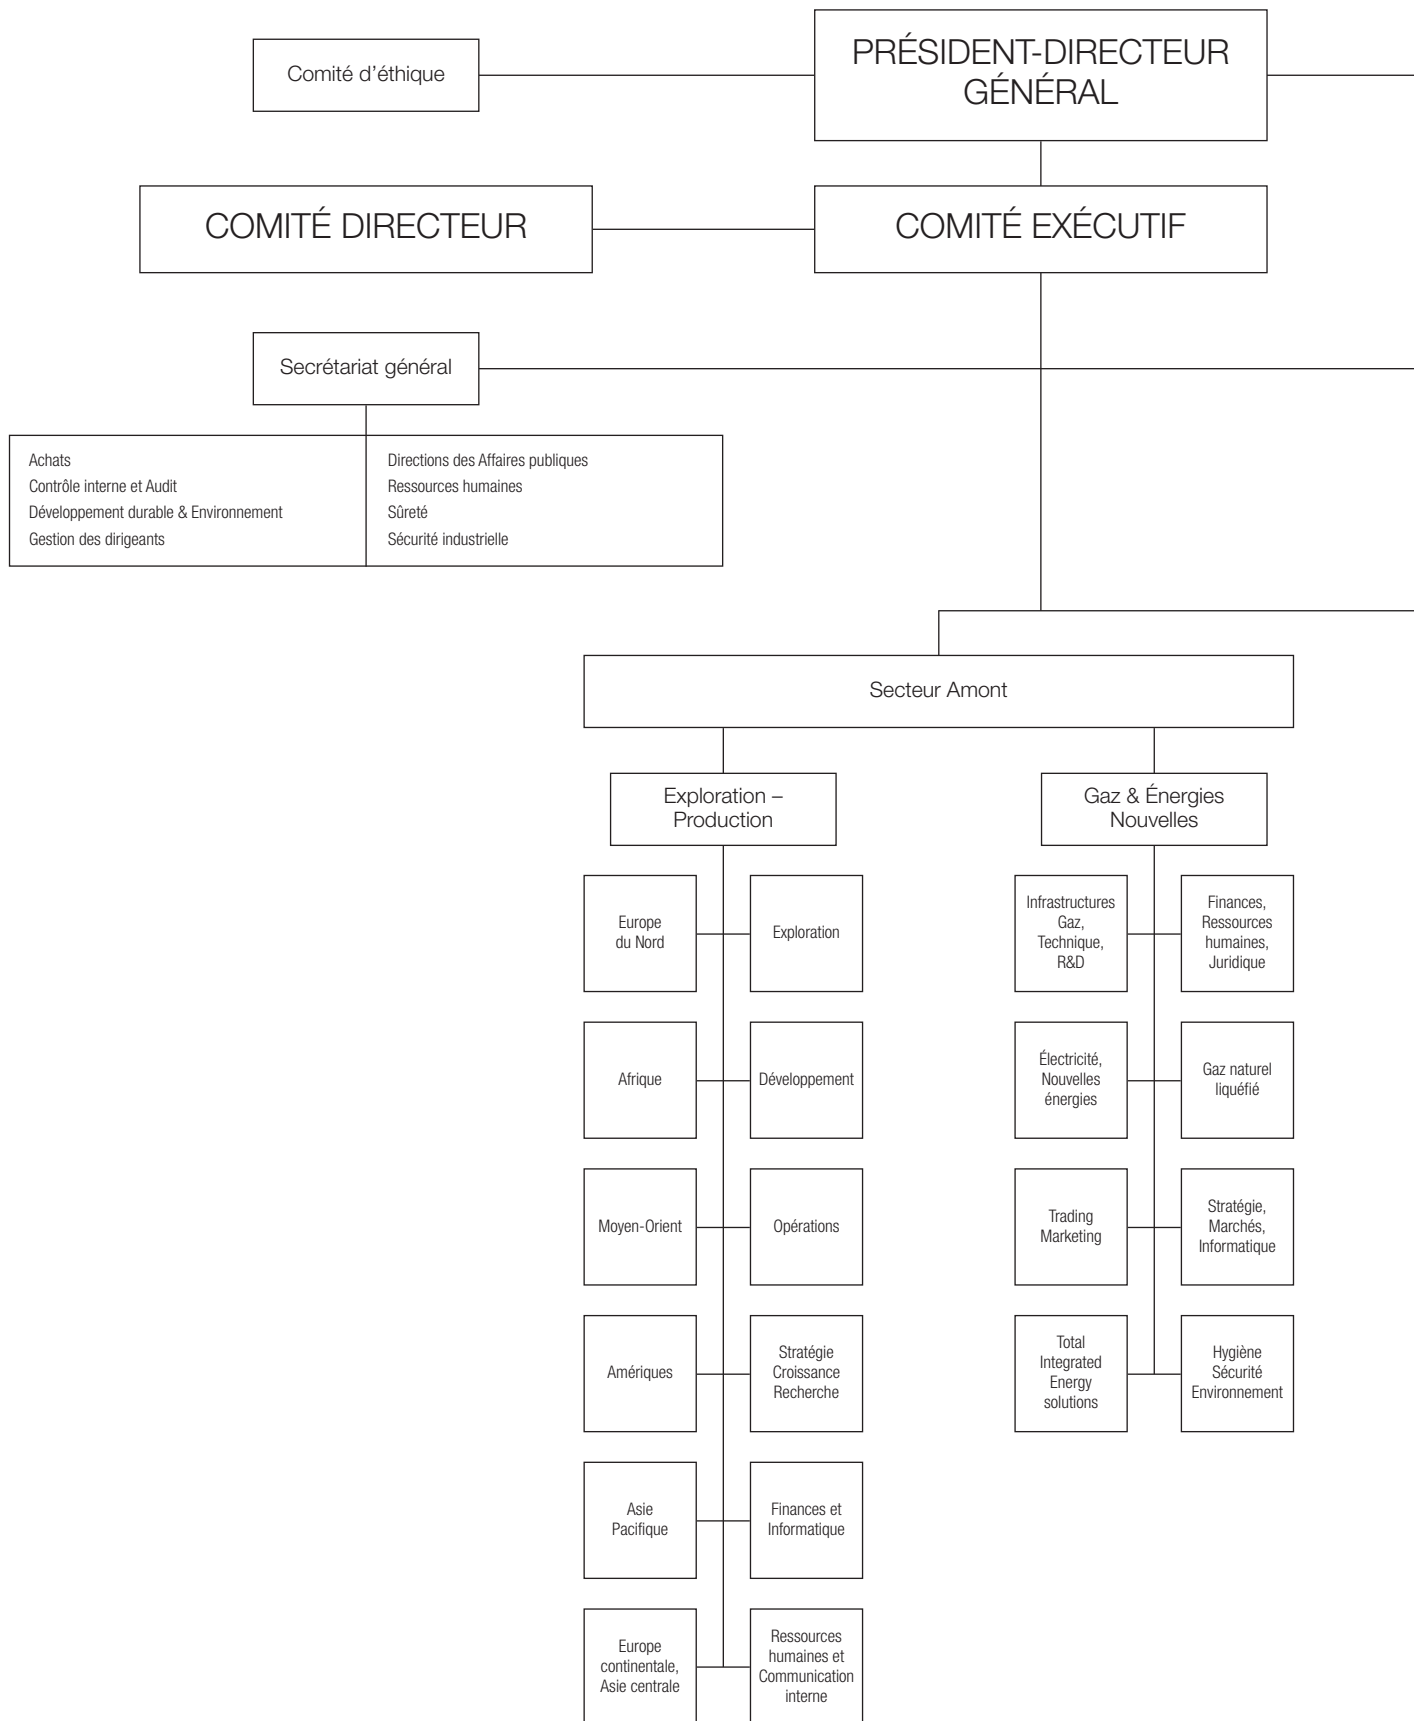 Comité d'éthique
PRÉSIDENT-DIRECTEUR
GÉNÉRAL
COMITÉ DIRECTEUR
COMITÉ EXÉCUTIF
Secrétariat général
Achats
Contrôle interne et Audit
Développement durable & Environnement
Gestion des dirigeants
Directions des Affaires publiques
Ressources humaines
Sûreté
Sécurité industrielle
Secteur Amont
Exploration –
Production
Gaz & Énergies
Nouvelles
Europe
du Nord
Exploration
Infrastructures
Gaz,
Technique,
R&D
Finances,
Ressources
humaines,
Juridique
Afrique
Développement
Électricité,
Nouvelles
énergies
Gaz naturel
liquéfié
Moyen-Orient
Opérations
Trading
Marketing
Stratégie,
Marchés,
Informatique
Amériques
Stratégie
Croissance
Recherche
Total
Integrated
Energy
solutions
Hygiène
Sécurité
Environnement
Asie
Pacifique
Finances et
Informatique
Europe
continentale,
Asie centrale
Ressources
humaines et
Communication
interne